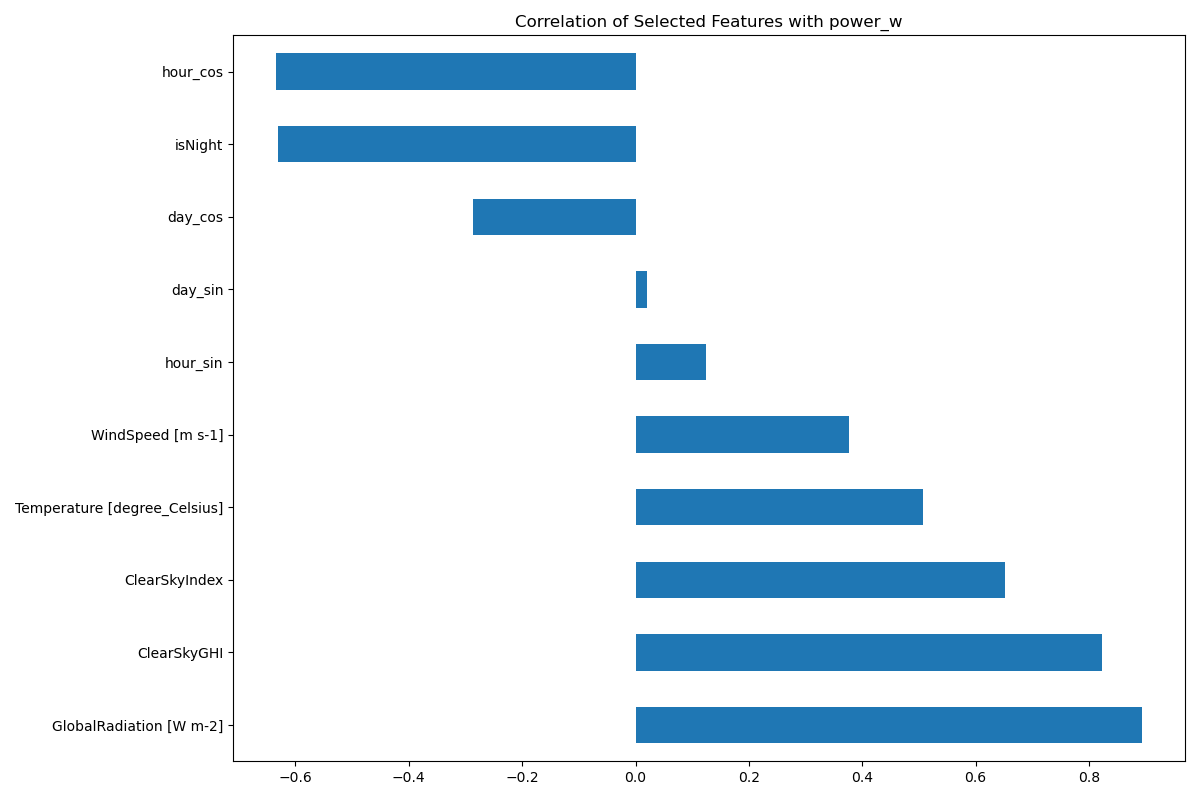 Correlation of Selected Features with power_w
hour_cos
isNight
day_cos
day_sin
hour_sin
WindSpeed [m s-1]
Temperature [degree_Celsius]
ClearSkyIndex
ClearSkyGHI
GlobalRadiation [W m-2]
−0.6 −0.4 −0.2 0.0 0.2 0.4 0.6 0.8